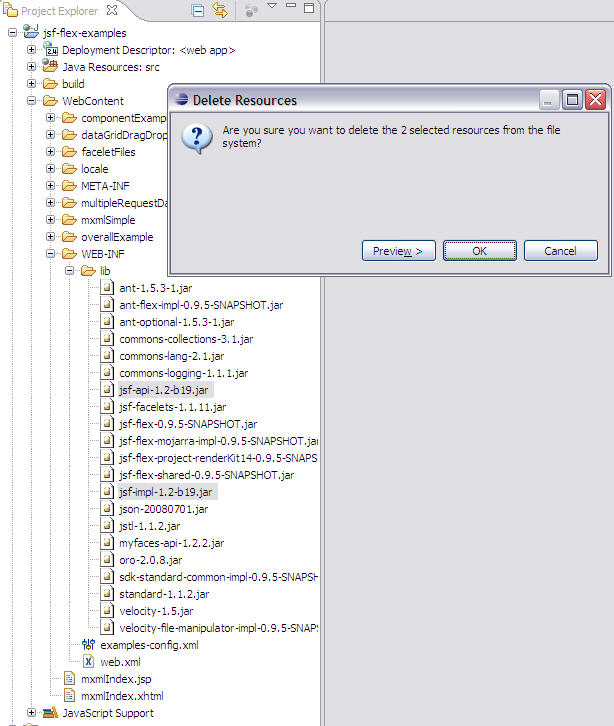 Project Explorer
jsf-flex-examples
2.4 Deployment Descriptor: <web app>
Java Resources: src
build
WebContent
componentExamp
dataGridDragDrop
faceletFiles
locale
META-INF
multipleRequestDa
mxmlSimple
overallExample
WEB-INF
lib
ant-1.5.3-1.jar
ant-flex-impl-0.9.5-SNAPSHOT.jar
ant-optional-1.5.3-1.jar
commons-collections-3.1.jar
commons-lang-2.1.jar
commons-logging-1.1.1.jar
jsf-api-1.2-b19.jar
jsf-facelets-1.1.11.jar
jsf-flex-0.9.5-SNAPSHOT.jar
jsf-flex-mojarra-impl-0.9.5-SNAPSHOT.jar
jsf-flex-project-renderKit14-0.9.5-SNAPS
jsf-flex-shared-0.9.5-SNAPSHOT.jar
jsf-impl-1.2-b19.jar
json-20080701.jar
jstl-1.1.2.jar
myfaces-api-1.2.2.jar
oro-2.0.8.jar
sdk-standard-common-impl-0.9.5-SNAPSH
standard-1.1.2.jar
velocity-1.5.jar
velocity-file-manipulator-impl-0.9.5-SNAPS
examples-config.xml
X web.xml
mxmlIndex.jsp
mxmlIndex.xhtml
JavaScript Support
Delete Resources
Are you sure you want to delete the 2 selected resources from the file
system?
Preview > OK Cancel